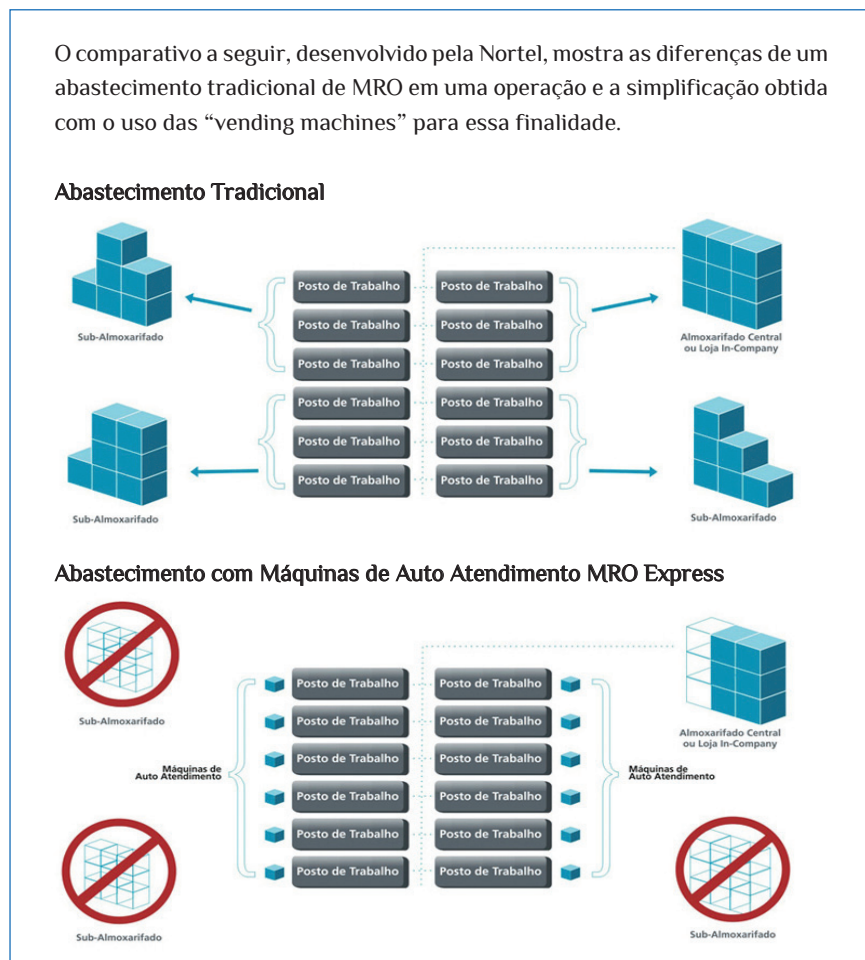 O comparativo a seguir, desenvolvido pela Nortel, mostra as diferenças de um
abastecimento tradicional de MRO em uma operação e a simplificação obtida
com o uso das “vending machines” para essa finalidade.
Abastecimento Tradicional
Sub-Almoxarifado
Posto de Trabalho Posto de Trabalho
Posto de Trabalho Posto de Trabalho
Posto de Trabalho Posto de Trabalho
Almoxarifado Central
ou Loja In-Company
Posto de Trabalho Posto de Trabalho
Posto de Trabalho Posto de Trabalho
Posto de Trabalho Posto de Trabalho
Sub-Almoxarifado
Sub-Almoxarifado
Abastecimento com Máquinas de Auto Atendimento MRO Express
Sub-Almoxarifado
Almoxarifado Central
ou Loja In-Company
Posto de Trabalho Posto de Trabalho
Posto de Trabalho Posto de Trabalho
Posto de Trabalho Posto de Trabalho
Máquinas de
Auto Atendimento
Máquinas de
Auto Atendimento
Posto de Trabalho Posto de Trabalho
Posto de Trabalho Posto de Trabalho
Posto de Trabalho Posto de Trabalho
Sub-Almoxarifado
Sub-Almoxarifado